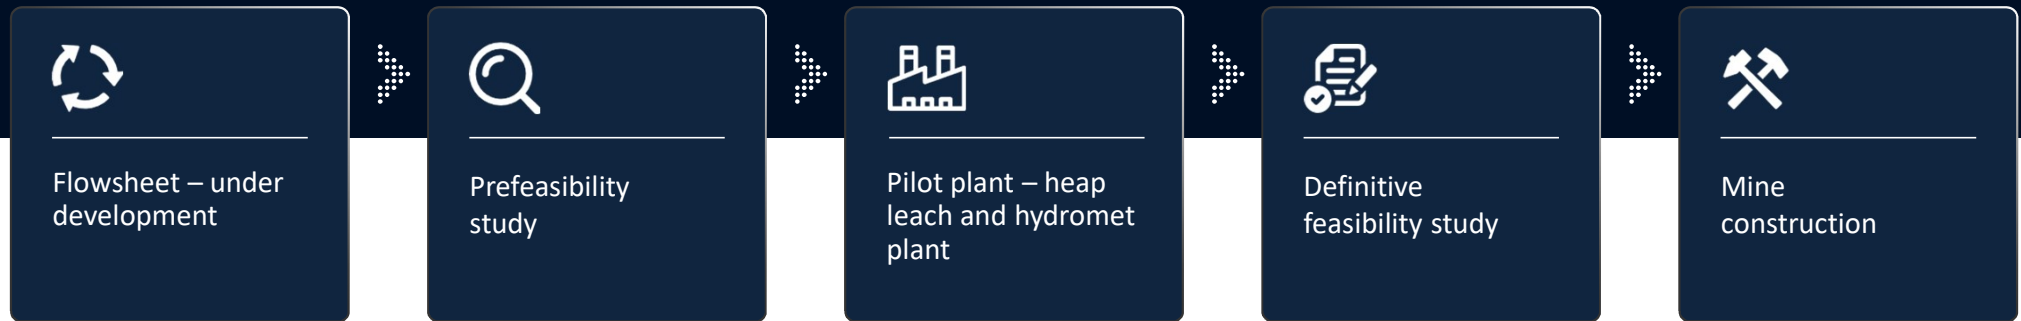 Flowsheet – under
development
Prefeasibility
study
Pilot plant – heap
leach and hydromet
plant
Definitive
feasibility study
Mine
construction